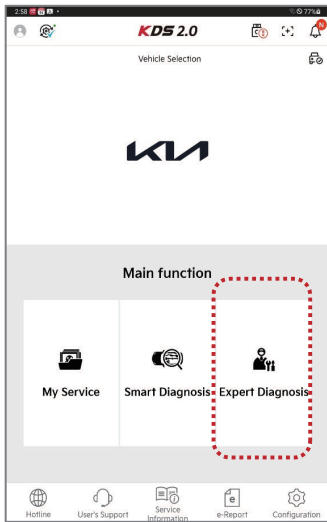 2:58 77%
KDS 2.0
N
Vehicle Selection
KIA
Main function
My Service
Smart Diagnosis
Expert Diagnosis
Hotline
User's Support
Service
Information
e-Report
Configuration